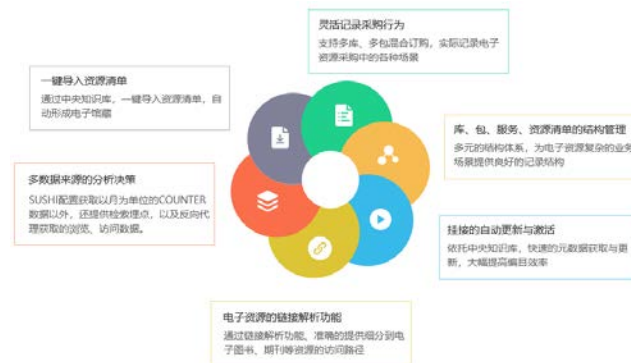 灵活记录采购行为
支持多库、多包混合订购，实际记录电子
资源采购中的各种场景
一键导入资源清单
通过中央知识库，一键导入资源清单，自
动形成电子馆藏
库、包、服务、资源清单的结构管理
多元的结构体系，为电子资源复杂的业务
场景提供良好的记录结构
多数据来源的分析决策
SUSHI配置获取以月为单位的COUNTER
数据以外，还提供检索埋点，以及反向代
理获取的浏览、访问数据。
挂接的自动更新与激活
依托中央知识库，快速的元数据获取与更
新，大幅提高编目效率
电子资源的链接解析功能
通过链接解析功能、准确的提供细分到电
子图书、期刊等资源的访问路径